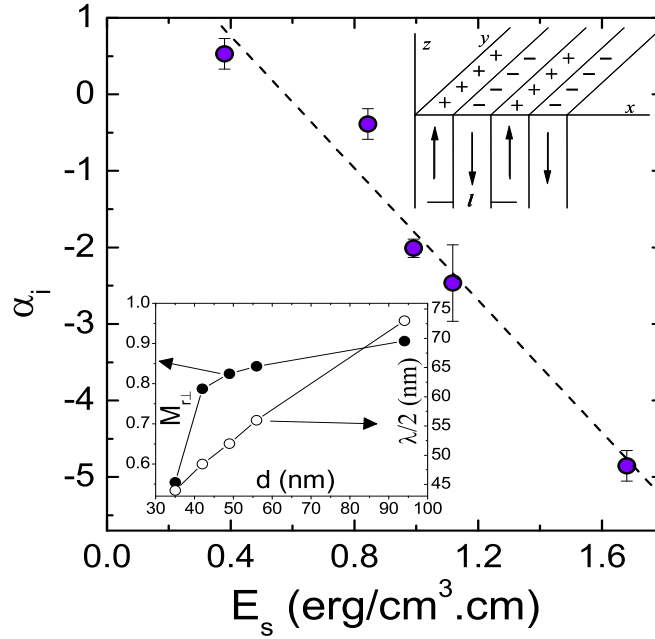 1
0
-1
-2
-3
-4
-5
α_i
0.0 0.4 0.8 1.2 1.6
E_s (erg/cm³.cm)
z
y
x
+ + + +
− − − −
+ + + +
− − − −
l
1.0
0.9
0.8
0.7
0.6
M_r⊥
30 40 50 60 70 80 90 100
d (nm)
75
70
65
60
55
50
45
λ/2 (nm)